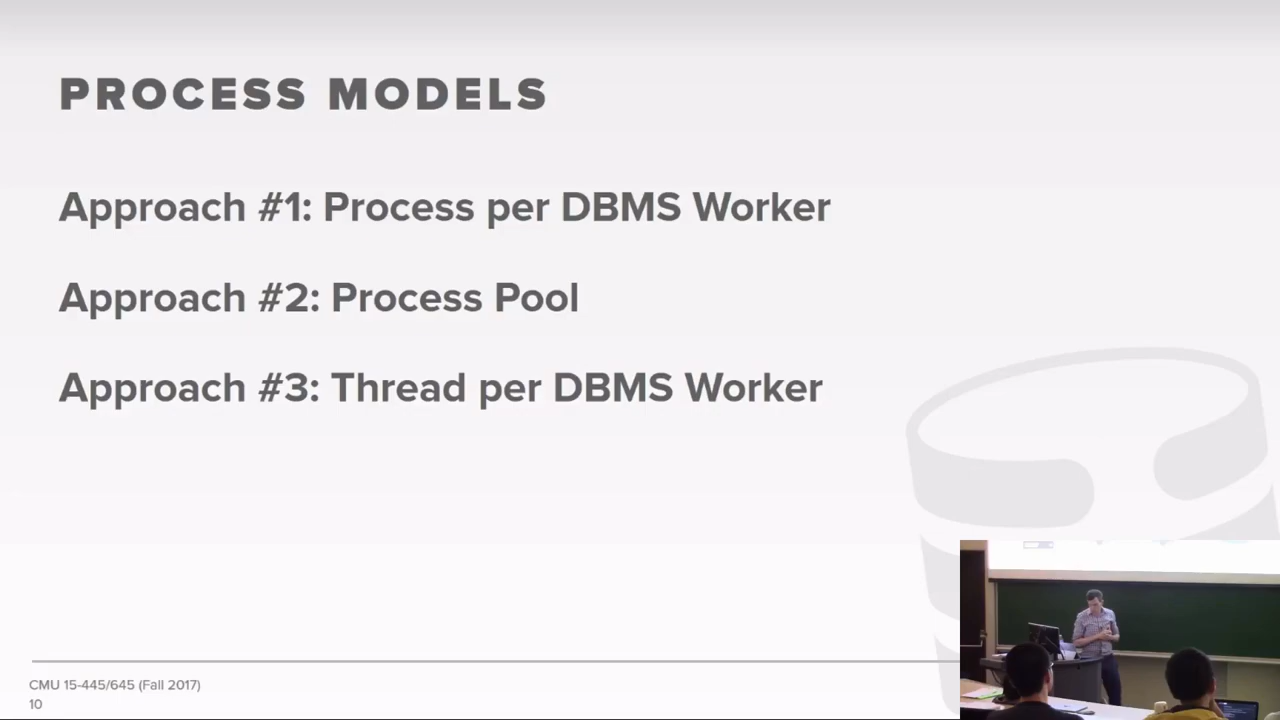 PROCESS MODELS
Approach #1: Process per DBMS Worker
Approach #2: Process Pool
Approach #3: Thread per DBMS Worker
CMU 15-445/645 (Fall 2017)
10